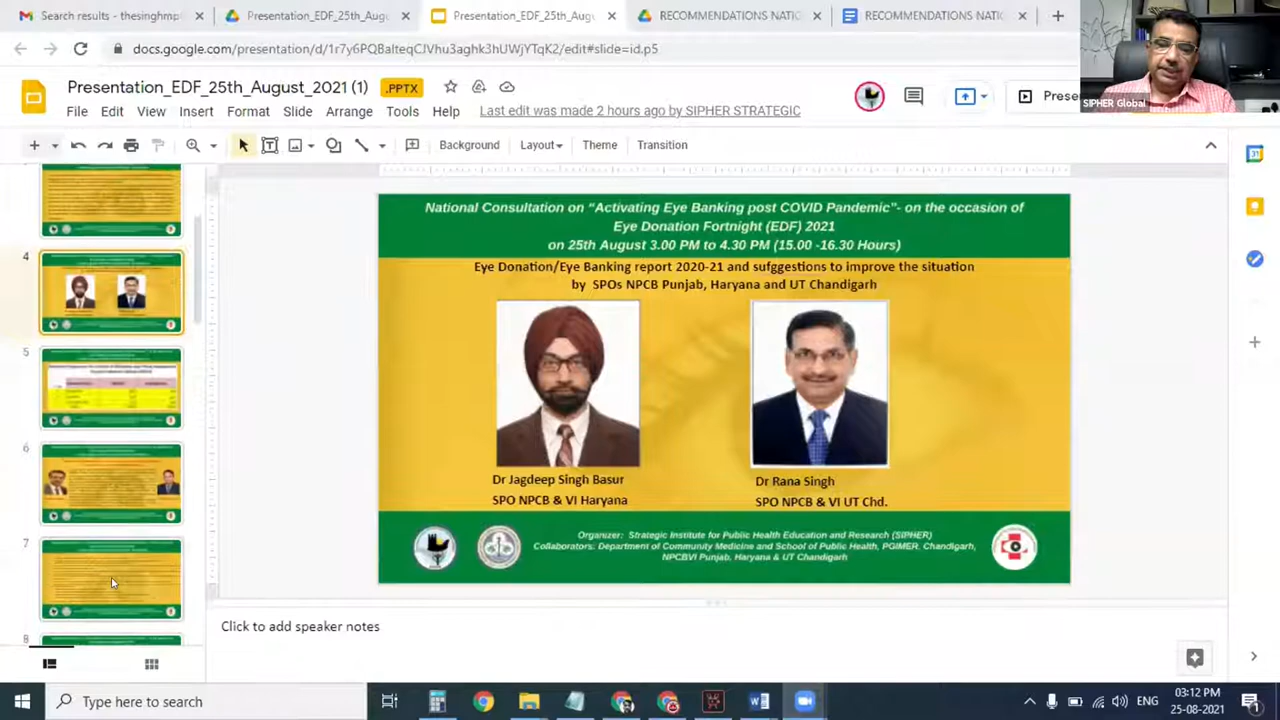 Search results - thesinghmp
Presentation_EDF_25th_Augu
Presentation_EDF_25th_Augu
RECOMMENDATIONS NATIO
RECOMMENDATIONS NATIO
docs.google.com/presentation/d/1r7y6PQBalteqCJVhu3aghk3hUWjYTqK2/edit#slide=id.p5
Presentation_EDF_25th_August_2021 (1)
.PPTX
File Edit View Insert Format Slide Arrange Tools Help
Last edit was made 2 hours ago by SIPHER STRATEGIC
SIPHER Global
Background Layout Theme Transition
National Consultation on “Activating Eye Banking post COVID Pandemic”- on the occasion of
Eye Donation Fortnight (EDF) 2021
on 25th August 3.00 PM to 4.30 PM (15.00 -16.30 Hours)
Eye Donation/Eye Banking report 2020-21 and sufggestions to improve the situation
by SPOs NPCB Punjab, Haryana and UT Chandigarh
Dr Jagdeep Singh Basur
SPO NPCB & VI Haryana
Dr Rana Singh
SPO NPCB & VI UT Chd.
Organizer: Strategic Institute for Public Health Education and Research (SIPHER)
Collaborators: Department of Community Medicine and School of Public Health, PGIMER, Chandigarh,
NPCBVI Punjab, Haryana & UT Chandigarh
4
5
6
7
8
Click to add speaker notes
Type here to search
ENG
03:12 PM
25-08-2021